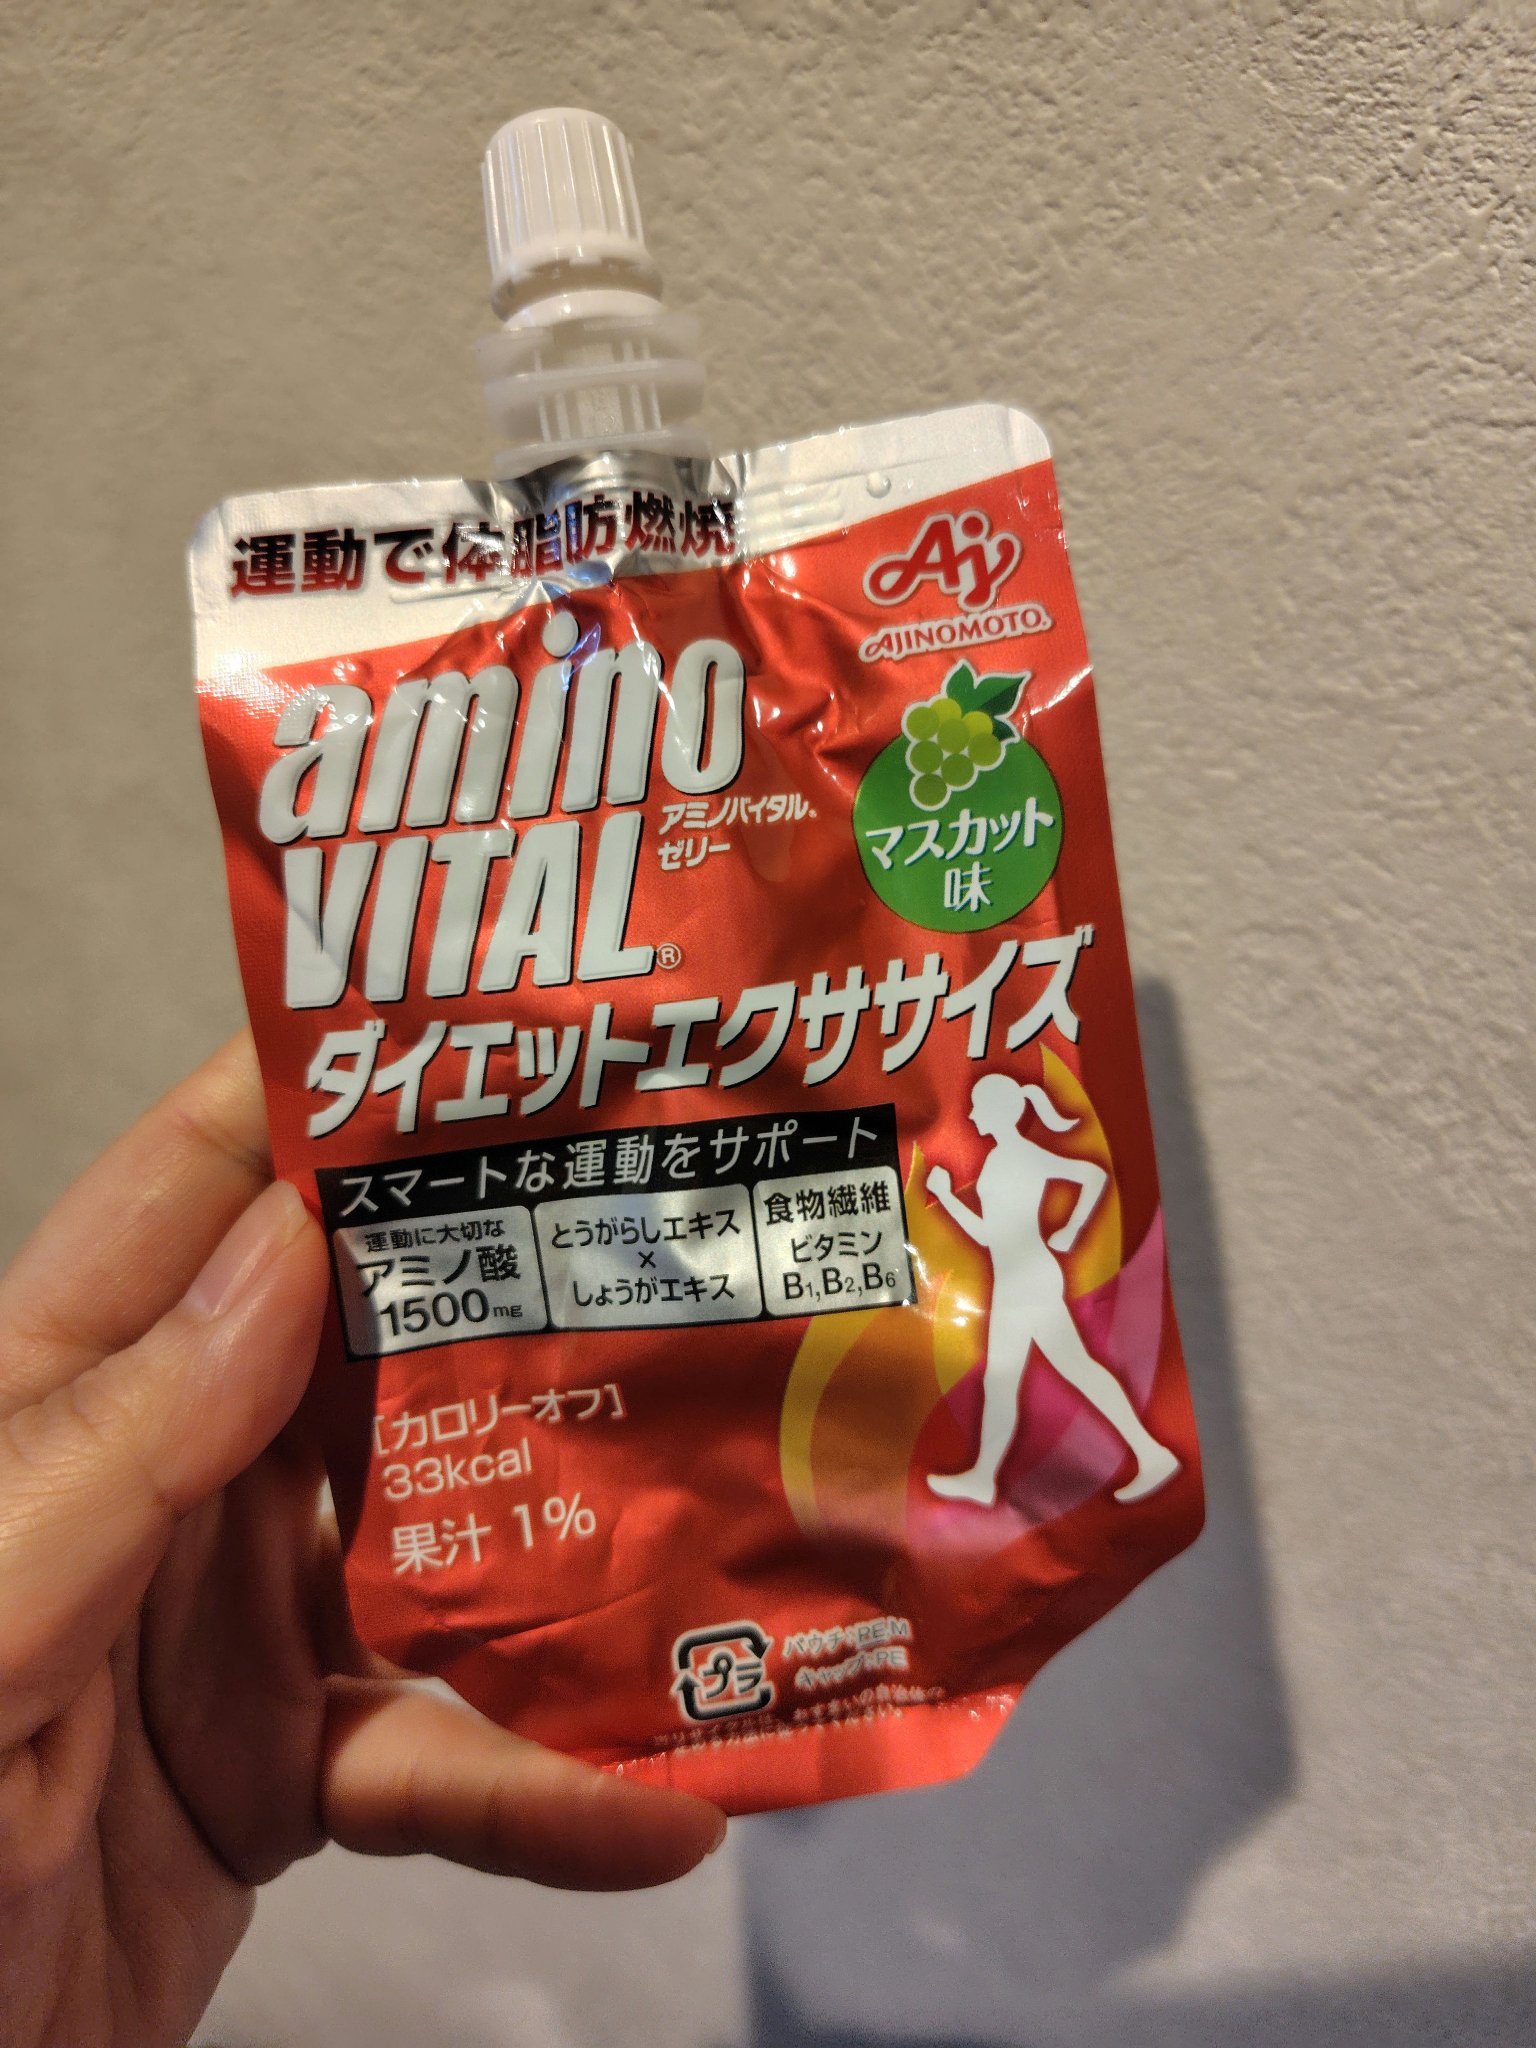 運動で体脂肪燃焼
Aj
AJINOMOTO®
amino
VITAL®
アミノバイタル®
ゼリー
マスカット
味
ダイエットエクササイズ
スマートな運動をサポート
運動に大切な
アミノ酸
1500mg
とうがらしエキス
×
しょうがエキス
食物繊維
ビタミン
B1,B2,B6
[カロリーオフ]
33kcal
果汁 1%
プラ
パウチ:PE,M
キャップ:PE